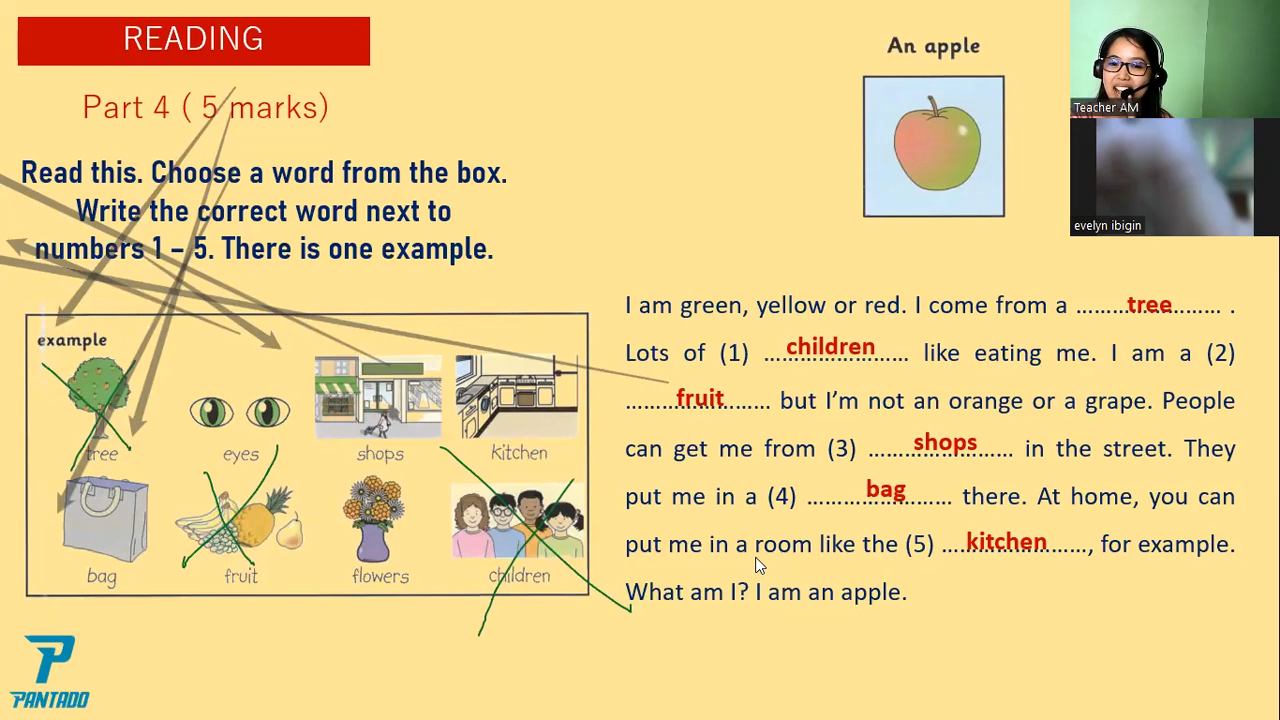 READING
Part 4 ( 5 marks)
Read this. Choose a word from the box.
Write the correct word next to
numbers 1 – 5. There is one example.
example
tree eyes shops kitchen
bag fruit flowers children
PANTADO
An apple
I am green, yellow or red. I come from a ………tree………… .
Lots of (1) …children………… like eating me. I am a (2)
………fruit………… but I’m not an orange or a grape. People
can get me from (3) ………shops………… in the street. They
put me in a (4) ………bag………… there. At home, you can
put me in a room like the (5) …kitchen…………, for example.
What am I? I am an apple.
Teacher AM
evelyn ibigin